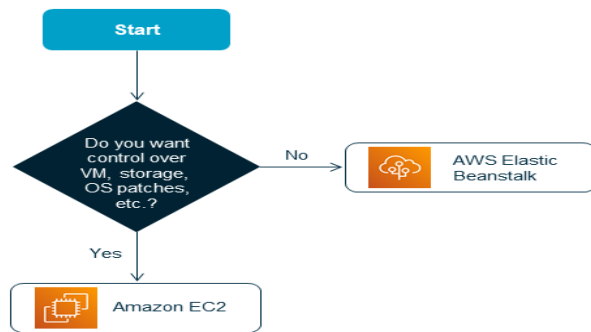 Start
Do you want
control over
VM, storage,
OS patches,
etc.?
No
AWS Elastic
Beanstalk
Yes
Amazon EC2